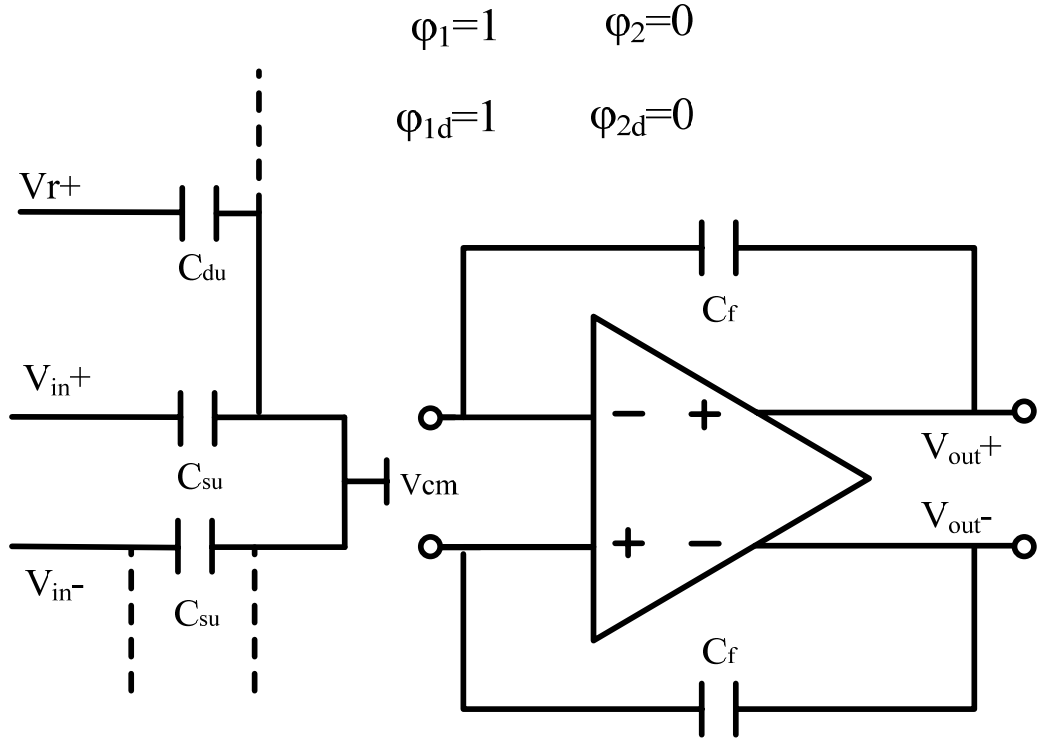 φ1=1 φ2=0
φ1d=1 φ2d=0
Vr+
Cdu
Cf
Vin+
− +
Vout+
Csu
Vcm
Vout-
+ −
Vin-
Csu
Cf